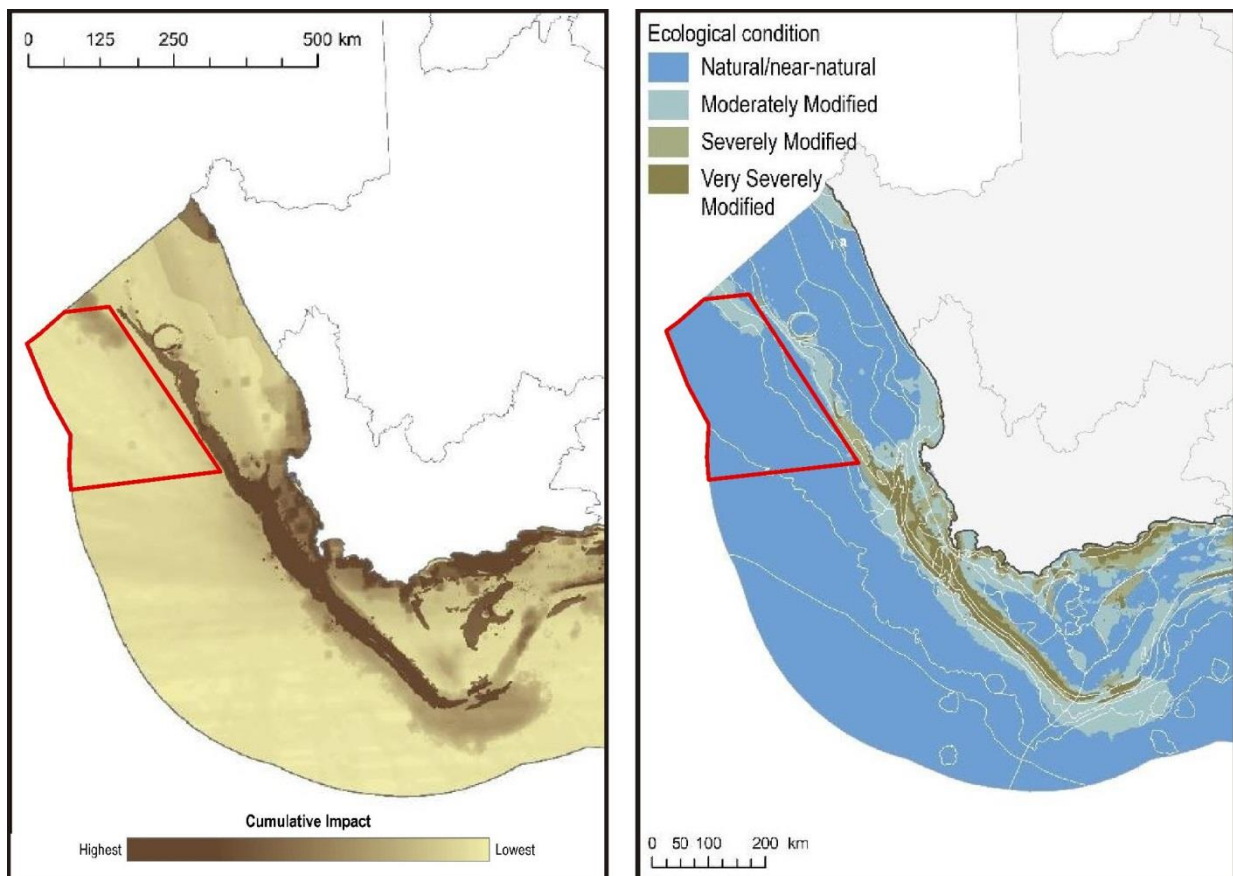 0 125 250 500 km
Cumulative Impact
Highest Lowest
Ecological condition
Natural/near-natural
Moderately Modified
Severely Modified
Very Severely
Modified
0 50 100 200 km